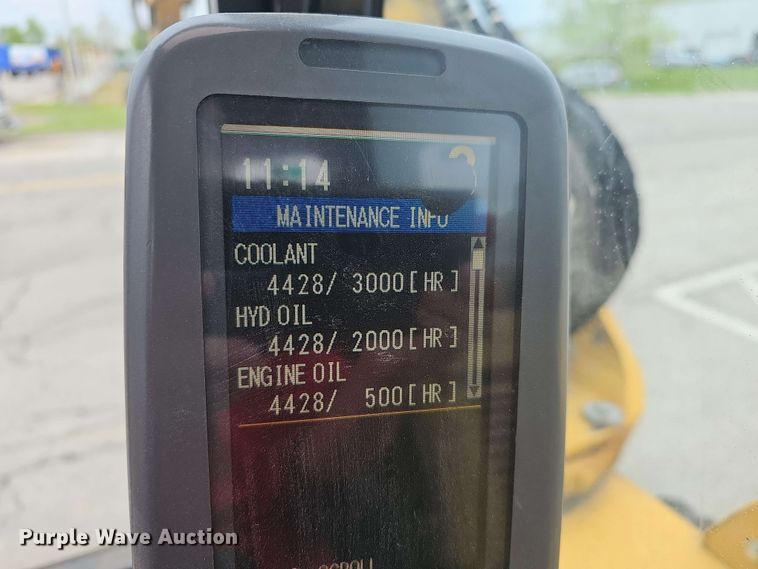 11:14
MAINTENANCE INFO
COOLANT
4428/ 3000[HR]
HYD OIL
4428/ 2000[HR]
ENGINE OIL
4428/ 500[HR]
SCROLL
Purple Wave Auction®